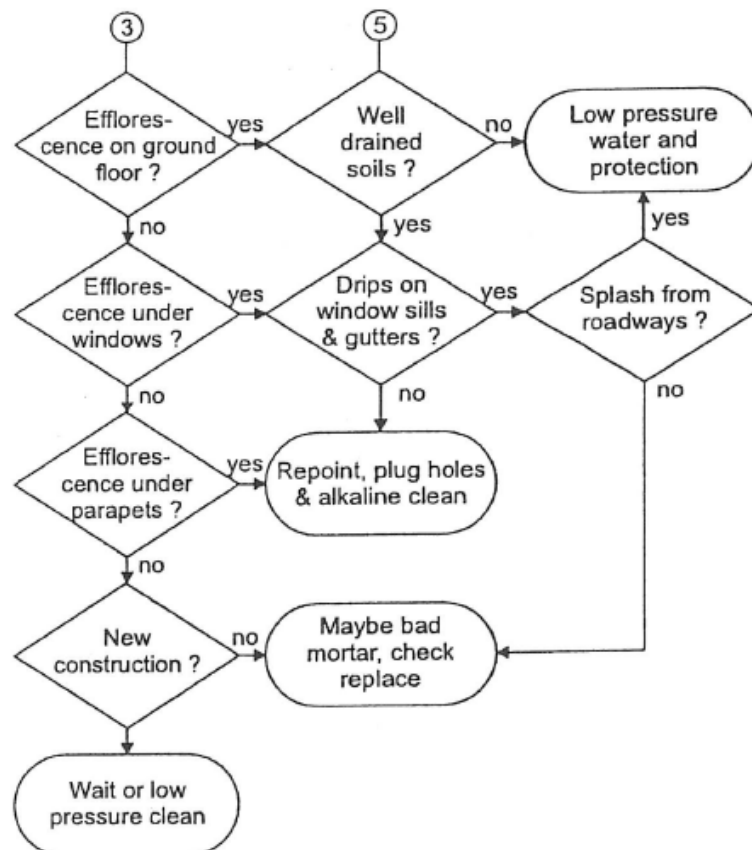 3
5
Efflores-
cence on ground
floor ?
yes
Well
drained
soils ?
no
Low pressure
water and
protection
no
yes
yes
Efflores-
cence under
windows ?
yes
Drips on
window sills
& gutters ?
yes
Splash from
roadways ?
no
no
no
Efflores-
cence under
parapets ?
yes
Repoint, plug holes
& alkaline clean
no
New
construction ?
no
Maybe bad
mortar, check
replace
Wait or low
pressure clean